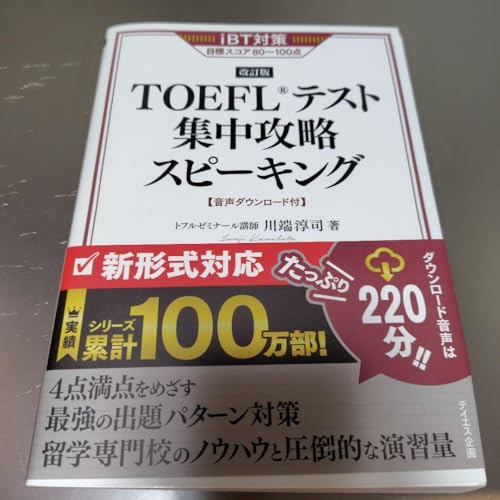 iBT対策
目標スコア80〜100点
改訂版
TOEFL®テスト
集中攻略
スピーキング
【音声ダウンロード付】
トフルゼミナール講師 川端淳司 著
Junji Kawabata
新形式対応
実績
シリーズ
累計100万部!
たっぷり
ダウンロード音声は
220分!!
4点満点をめざす
最強の出題パターン対策
留学専門校のノウハウと圧倒的な演習量
テイエス企画